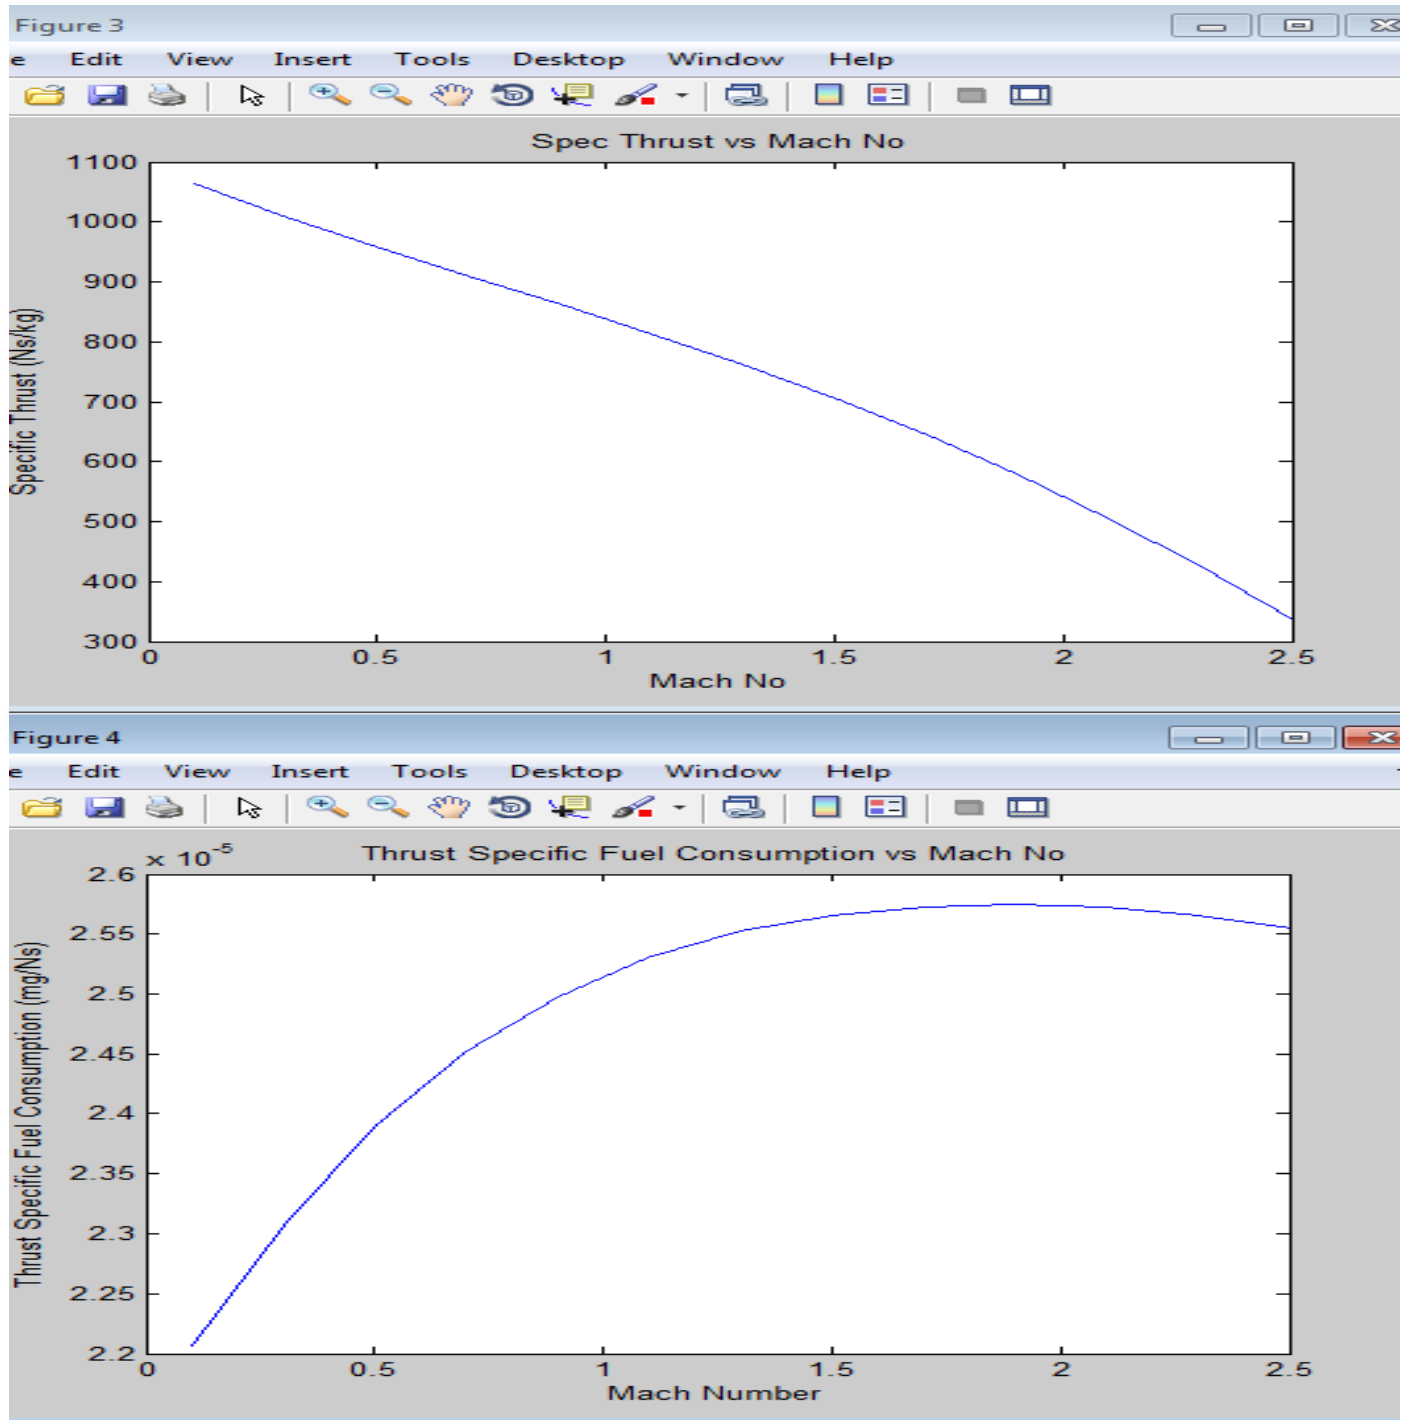 Figure 3
e Edit View Insert Tools Desktop Window Help
Spec Thrust vs Mach No
Specific Thrust (Ns/kg)
1100
1000
900
800
700
600
500
400
300
0 0.5 1 1.5 2 2.5
Mach No
Figure 4
e Edit View Insert Tools Desktop Window Help
x 10^-5
Thrust Specific Fuel Consumption vs Mach No
Thrust Specific Fuel Consumption (mg/Ns)
2.6
2.55
2.5
2.45
2.4
2.35
2.3
2.25
2.2
0 0.5 1 1.5 2 2.5
Mach Number